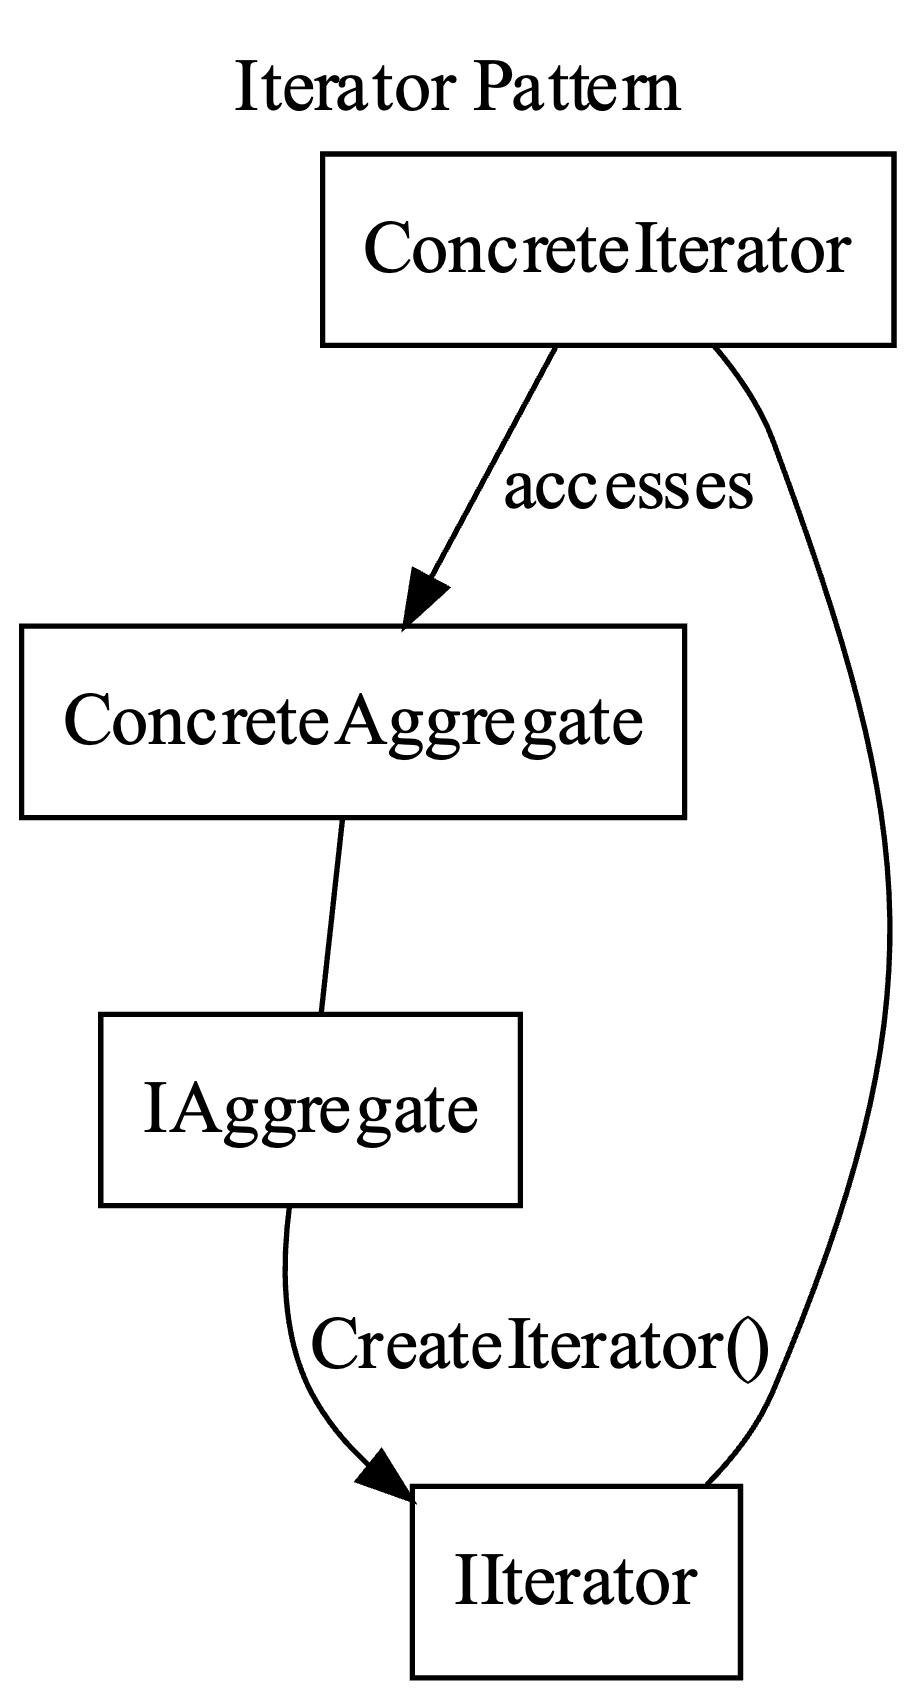 Iterator Pattern
ConcreteIterator
accesses
ConcreteAggregate
IAggregate
CreateIterator()
IIterator